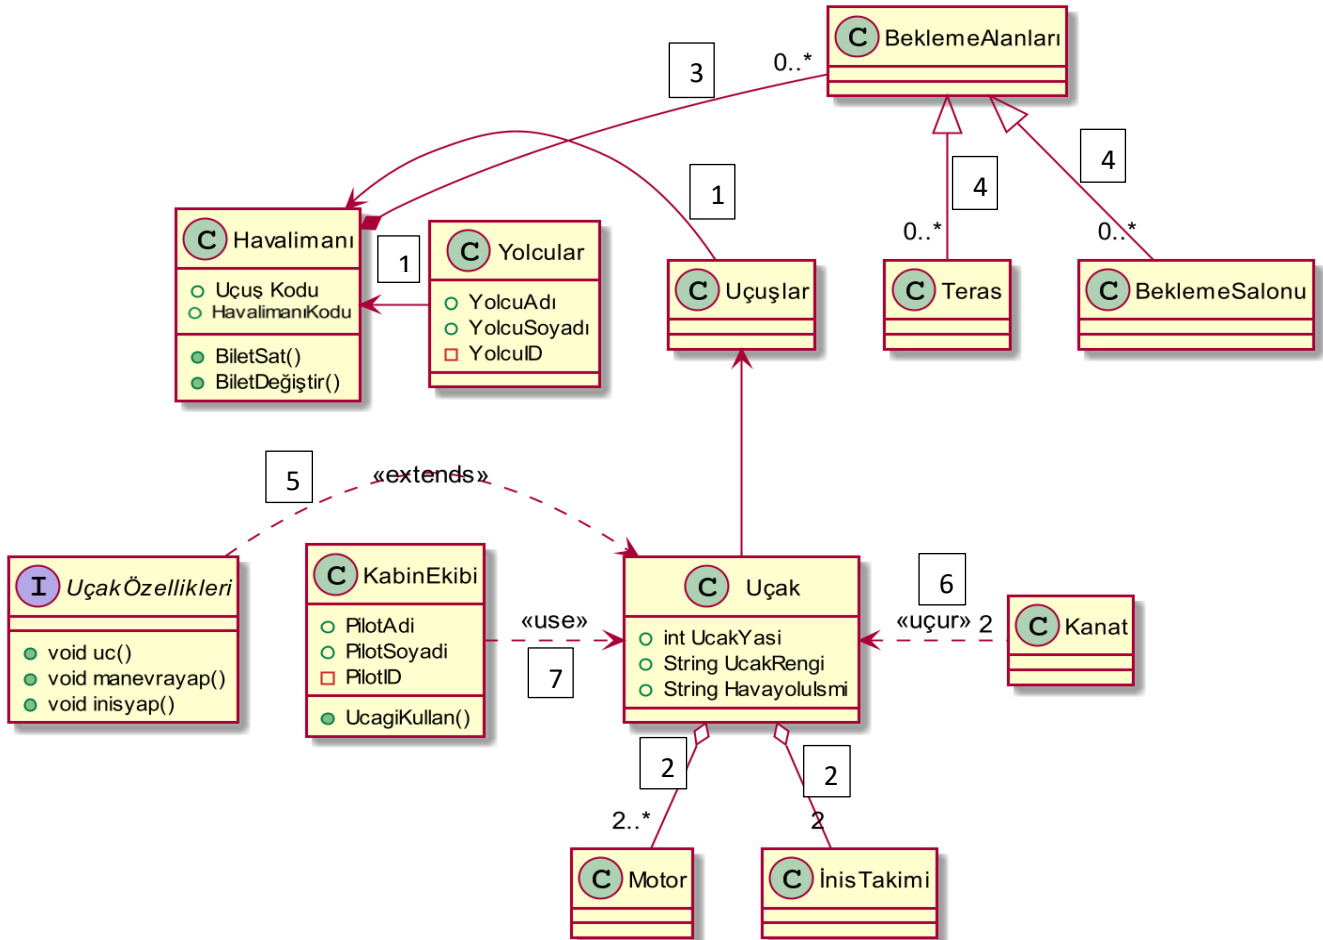 C BeklemeAlanları
0..*
3
4
4
1
0..*
0..*
C Havalimanı
Uçuş Kodu
HavalimanıKodu
BiletSat()
BiletDeğiştir()
1
C Yolcular
YolcuAdı
YolcuSoyadı
YolcuID
C Uçuşlar
C Teras
C BeklemeSalonu
5
«extends»
I UçakÖzellikleri
void uc()
void manevrayap()
void inisyap()
C KabinEkibi
PilotAdi
PilotSoyadi
PilotID
UcagiKullan()
«use»
7
C Uçak
int UcakYasi
String UcakRengi
String HavayoluIsmi
6
«uçur» 2
C Kanat
2
2
2..*
2
C Motor
C İnisTakimi